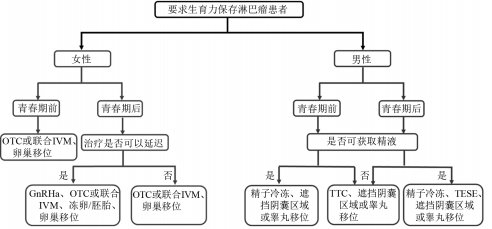 要求生育力保存淋巴瘤患者
女性
男性
青春期前
青春期后
青春期前
青春期后
OTC或联合IVM、
卵巢移位
治疗是否可以延迟
是否可获取精液
是
否
是
否
是
GnRHa、OTC或联合
IVM、冻卵/胚胎、
卵巢移位
OTC或联合IVM、
卵巢移位
精子冷冻、遮
挡阴囊区域
或睾丸移位
TTC、遮挡阴囊
区域或睾丸
移位
精子冷冻、TESE、
遮挡阴囊区域
或睾丸移位